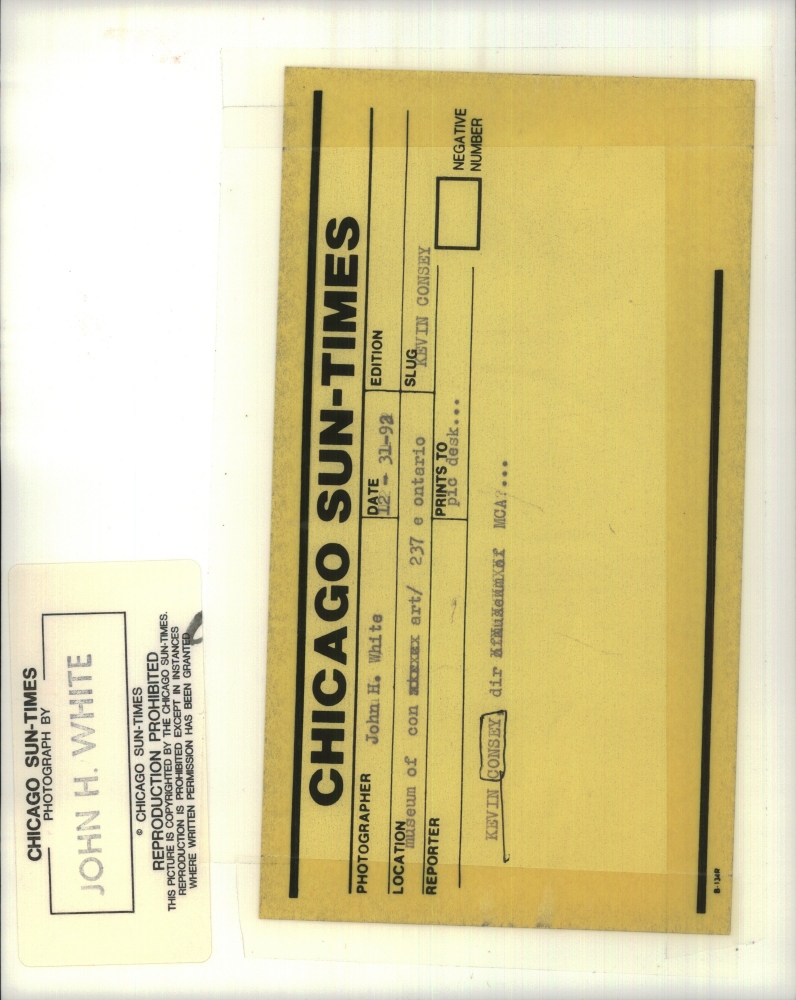 CHICAGO SUN-TIMES
PHOTOGRAPH BY
JOHN H. WHITE
© CHICAGO SUN-TIMES
REPRODUCTION PROHIBITED
THIS PICTURE IS COPYRIGHTED BY THE CHICAGO SUN-TIMES.
REPRODUCTION IS PROHIBITED EXCEPT IN INSTANCES
WHERE WRITTEN PERMISSION HAS BEEN GRANTED
CHICAGO SUN-TIMES
PHOTOGRAPHER John H. White DATE 12 - 31-92 EDITION
LOCATION museum of con art/ 237 e ontario SLUG KEVIN CONSEY
REPORTER PRINTS TO pic desk... NEGATIVE NUMBER
KEVIN CONSEY, dir MCA?...
B-134R